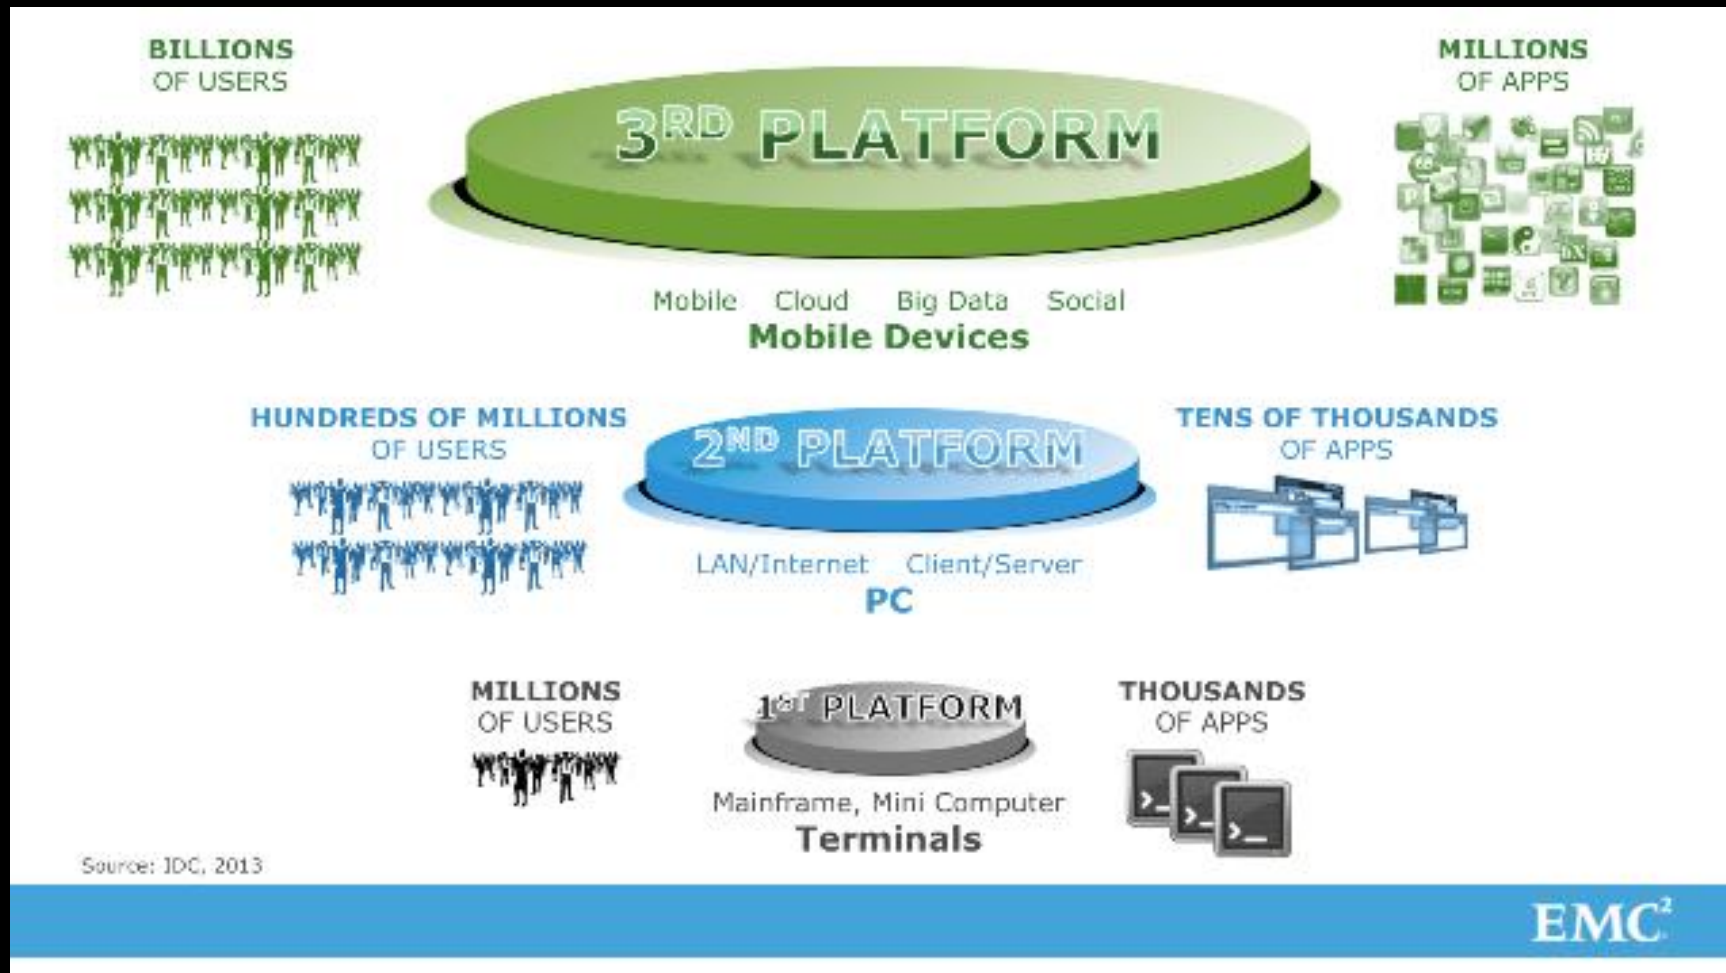 BILLIONS
OF USERS
3RD PLATFORM
MILLIONS
OF APPS
Mobile Cloud Big Data Social
Mobile Devices
HUNDREDS OF MILLIONS
OF USERS
2ND PLATFORM
TENS OF THOUSANDS
OF APPS
LAN/Internet Client/Server
PC
MILLIONS
OF USERS
1ST PLATFORM
THOUSANDS
OF APPS
Mainframe, Mini Computer
Terminals
Source: IDC, 2013
EMC²